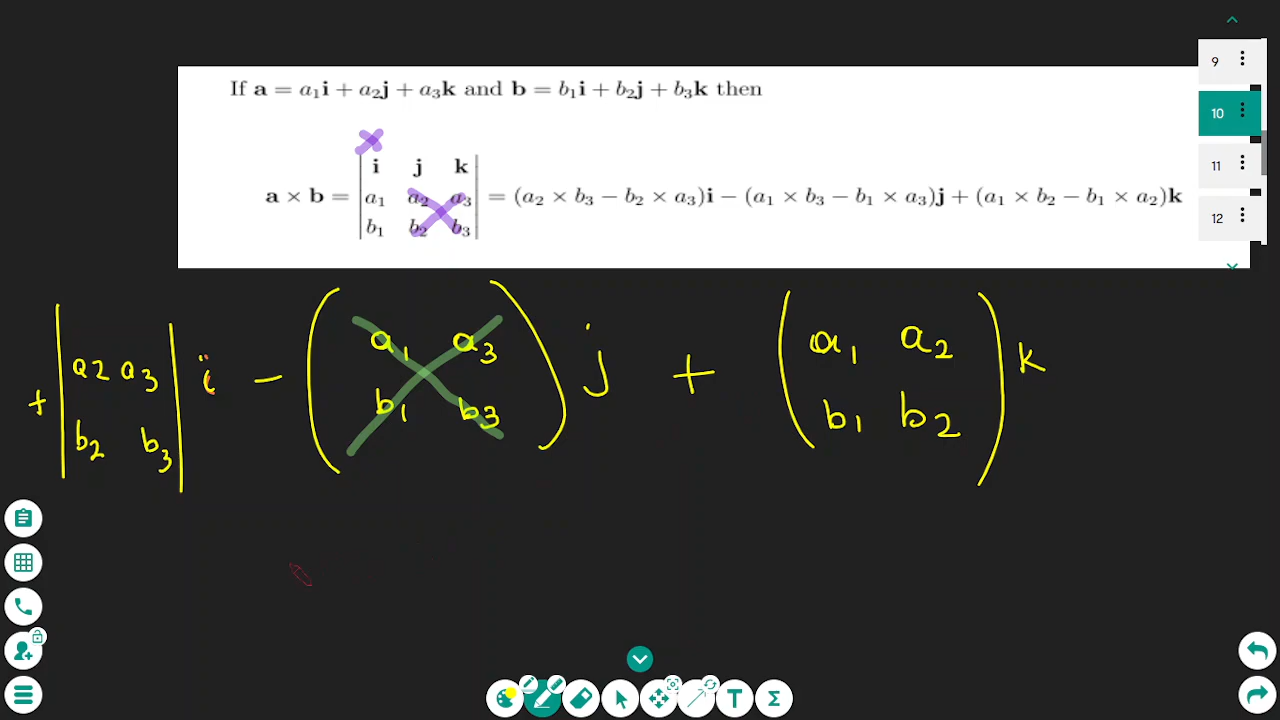 If a = a₁i + a₂j + a₃k and b = b₁i + b₂j + b₃k then
i j k
a × b = | a₁ a₂ a₃ | = (a₂ × b₃ − b₂ × a₃)i − (a₁ × b₃ − b₁ × a₃)j + (a₁ × b₂ − b₁ × a₂)k
b₁ b₂ b₃
+ | a2 a3 | i − ( a1 a3 ) j + ( a1 a2 ) k
b2 b3 b1 b3 b1 b2
9
10
11
12
T Σ